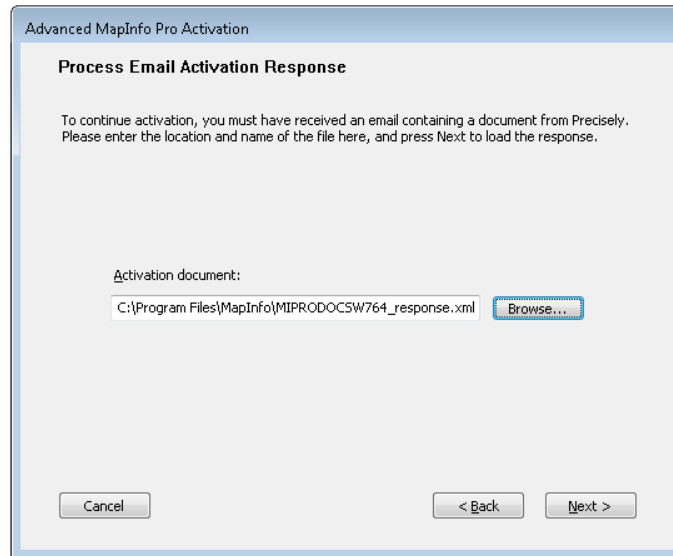 Advanced MapInfo Pro Activation
Process Email Activation Response
To continue activation, you must have received an email containing a document from Precisely.
Please enter the location and name of the file here, and press Next to load the response.
Activation document:
C:\Program Files\MapInfo\MIPRODOCSW764_response.xml
Browse...
Cancel
< Back
Next >